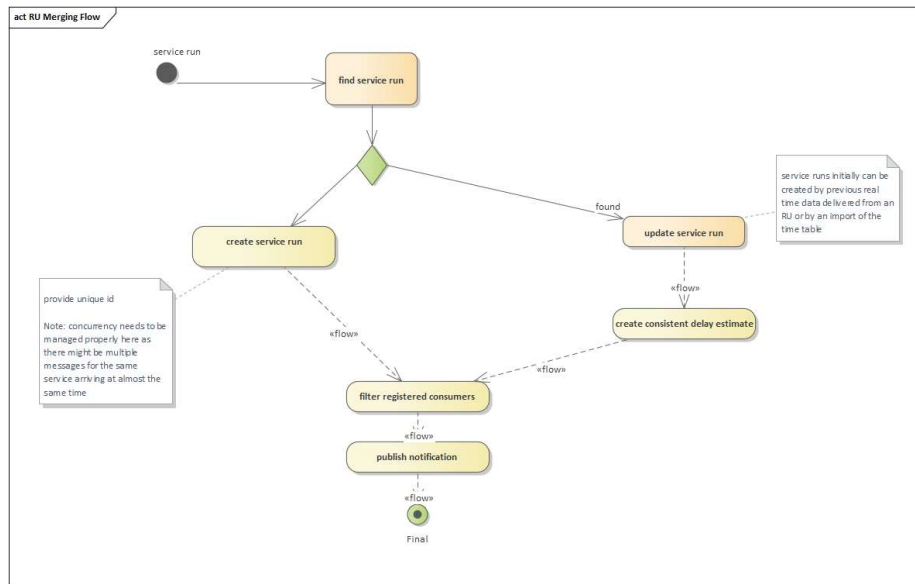 act RU Merging Flow
service run
find service run
found
service runs initially can be
created by previous real
time data delivered from an
RU or by an import of the
time table
create service run
update service run
provide unique id
Note: concurrency needs to be
managed properly here as
there might be multiple
messages for the same
service arriving at almost the
same time
«flow»
«flow»
create consistent delay estimate
«flow»
filter registered consumers
«flow»
publish notification
«flow»
Final